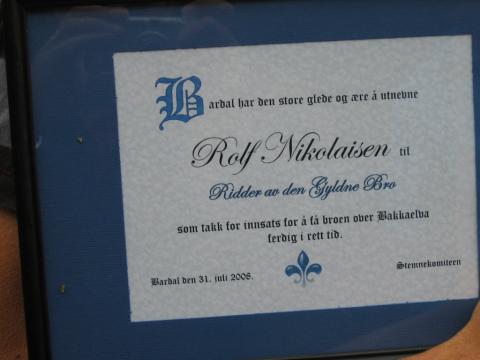 Bardal har den store glede og ære å utnevne
Rolf Nikolaisen til
Ridder av den Gyldne Bro
som takk for innsats for å få broen over Bakkaelva
ferdig i rett tid.
Bardal den 31. juli 2008.
Stemnekomiteen